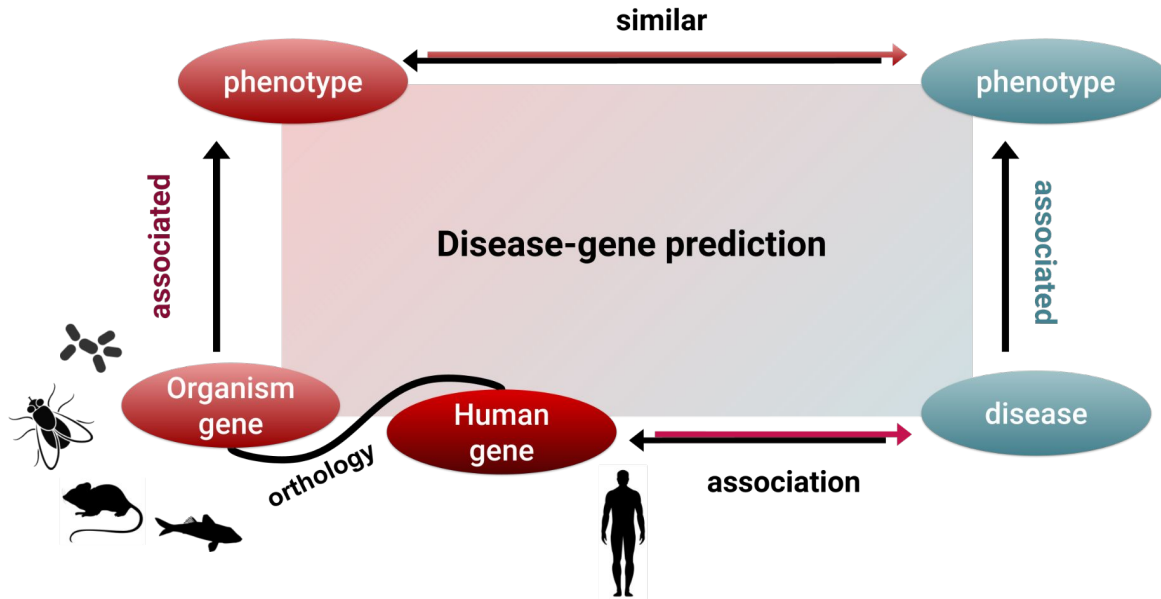 similar
phenotype
phenotype
associated
associated
Disease-gene prediction
Organism
gene
Human
gene
disease
orthology
association